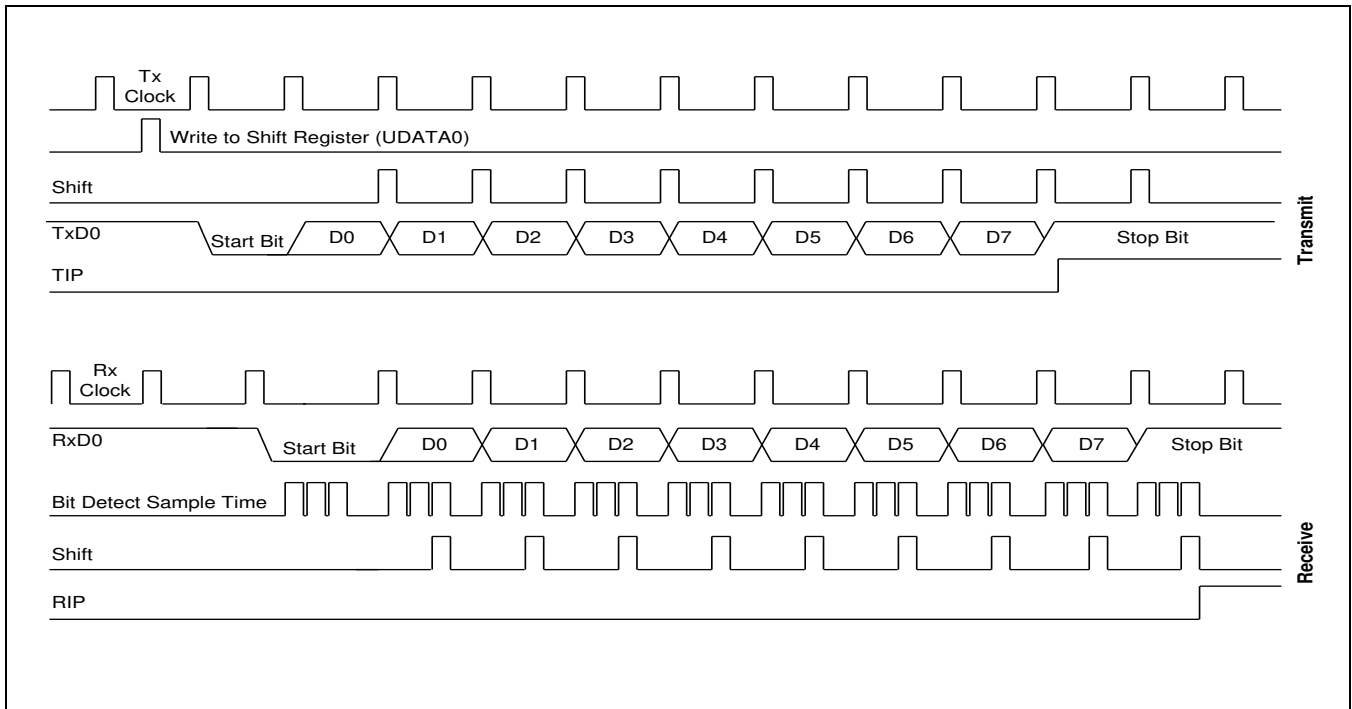 Tx
Clock
Write to Shift Register (UDATA0)
Shift
TxD0
Start Bit
D0
D1
D2
D3
D4
D5
D6
D7
Stop Bit
TIP
Transmit
Rx
Clock
RxD0
Start Bit
D0
D1
D2
D3
D4
D5
D6
D7
Stop Bit
Bit Detect Sample Time
Shift
RIP
Receive